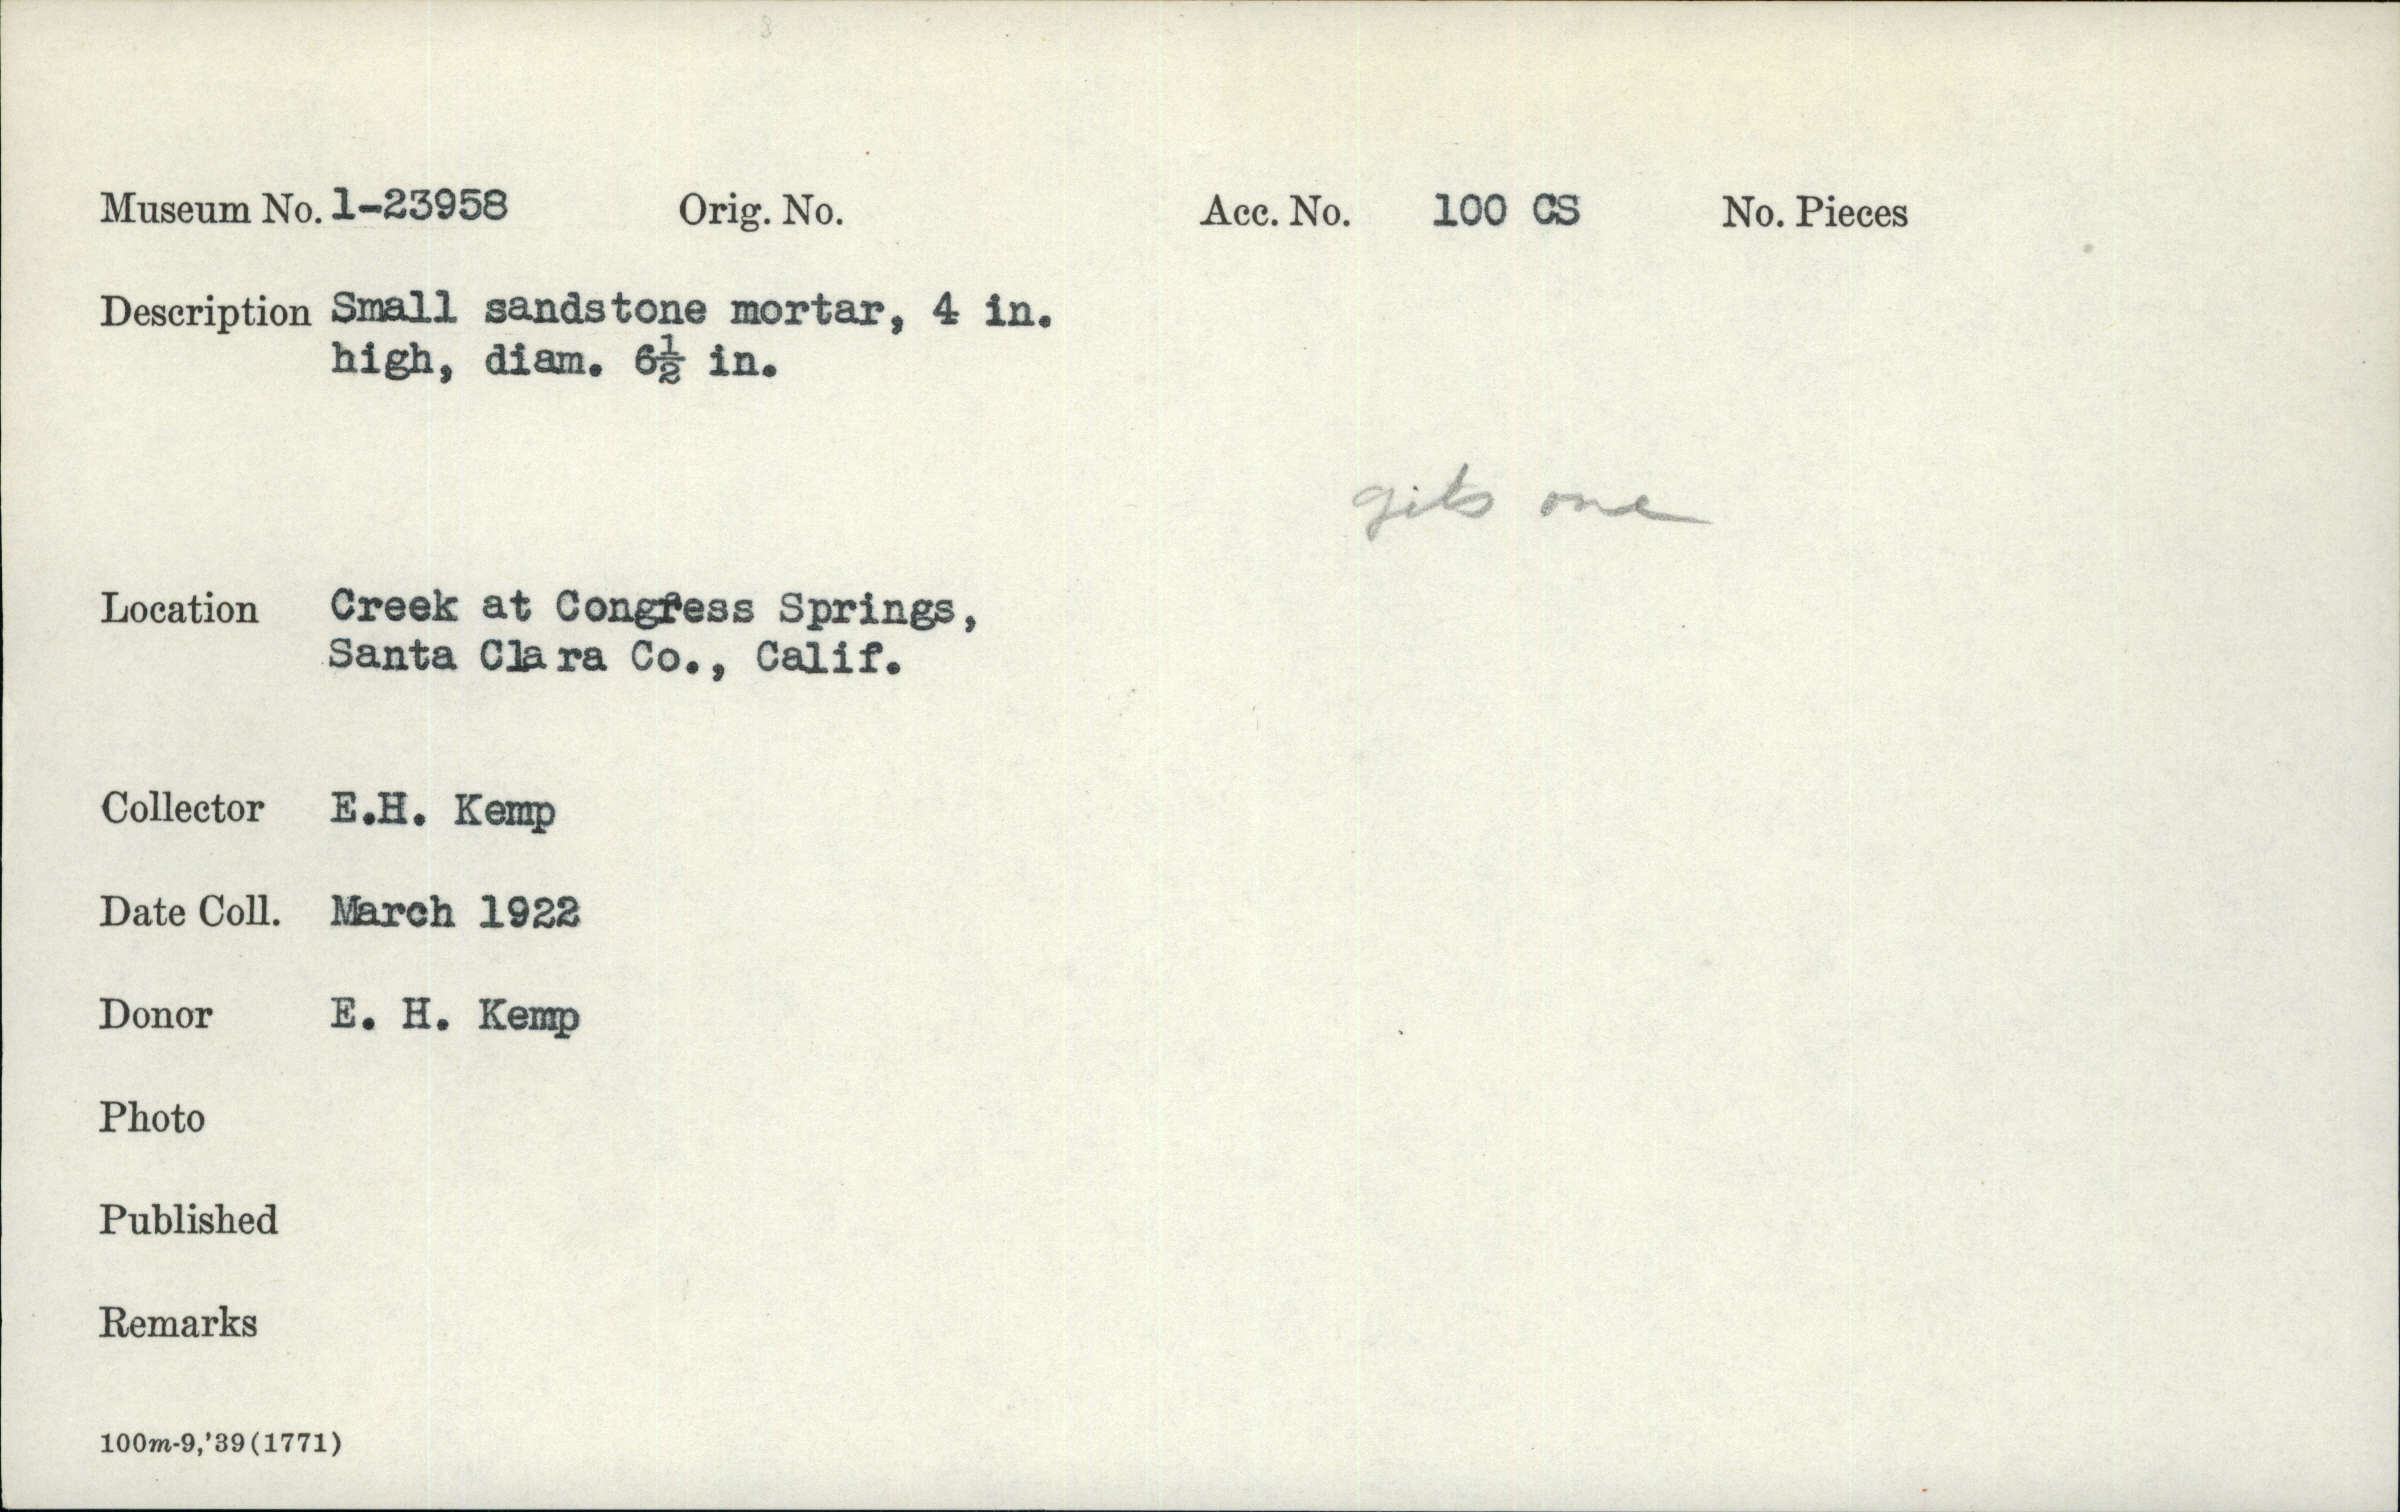 Museum No. 1-23958 Orig. No. Acc. No. 100 CS No. Pieces
Description Small sandstone mortar, 4 in.
high, diam. 6½ in.
one
Location Creek at Congress Springs,
Santa Clara Co., Calif.
Collector E.H. Kemp
Date Coll. March 1922
Donor E. H. Kemp
Photo
Published
Remarks
100m-9,'39(1771)